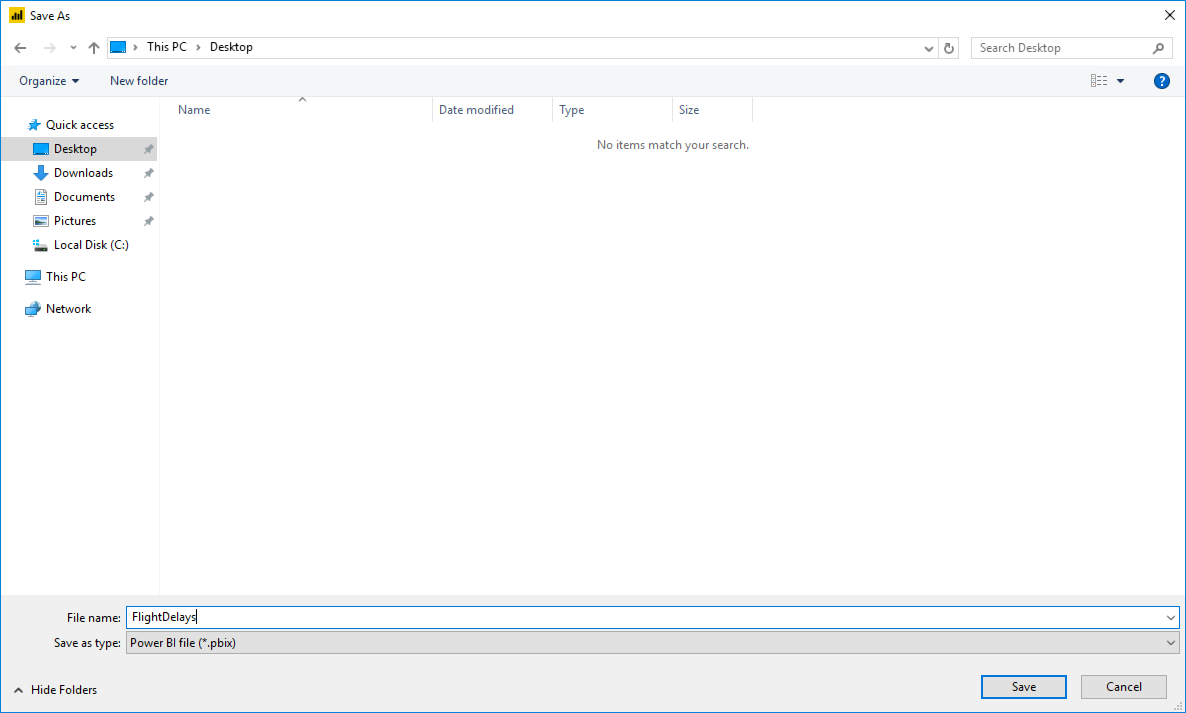 Save As
This PC › Desktop
Search Desktop
Organize
New folder
?
Name
Date modified
Type
Size
No items match your search.
Quick access
Desktop
Downloads
Documents
Pictures
Local Disk (C:)
This PC
Network
File name: FlightDelays
Save as type: Power BI file (*.pbix)
Hide Folders
Save
Cancel